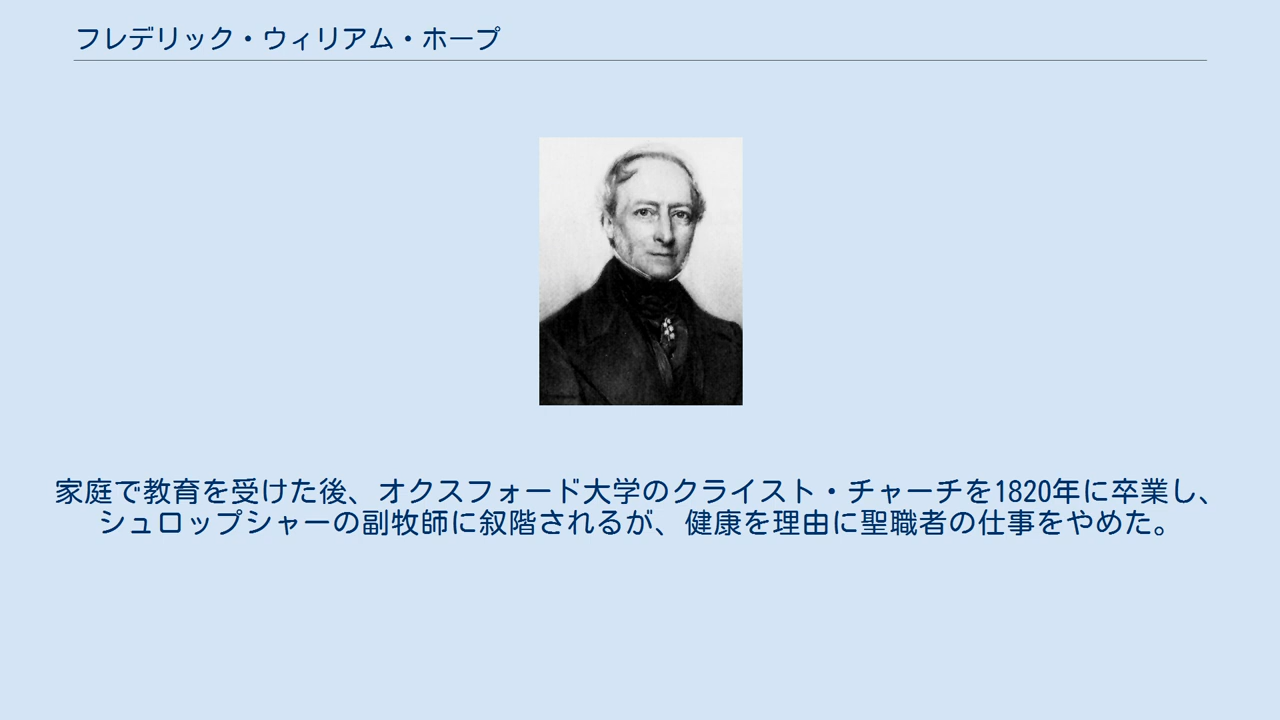 フレデリック・ウィリアム・ホープ
家庭で教育を受けた後、オクスフォード大学のクライスト・チャーチを1820年に卒業し、
シュロップシャーの副牧師に叙階されるが、健康を理由に聖職者の仕事をやめた。